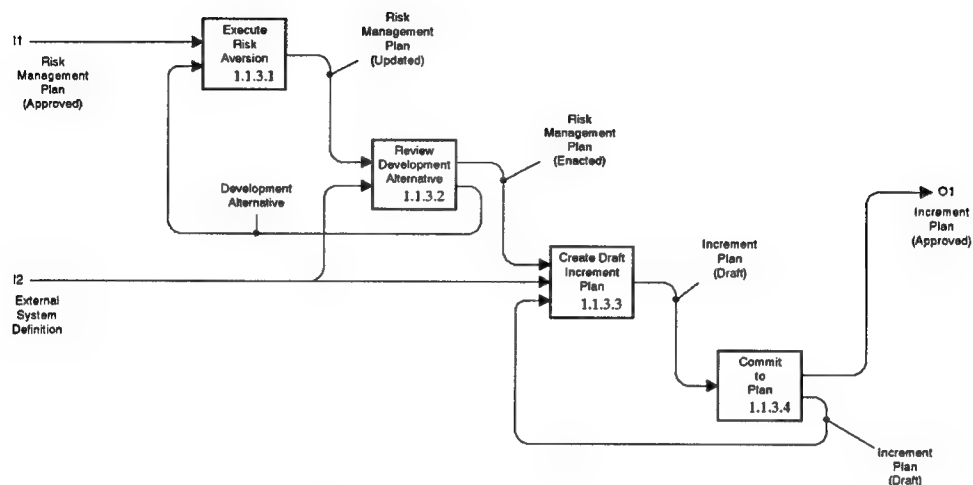 I1
Risk
Management
Plan
(Approved)
Execute
Risk
Aversion
1.1.3.1
Risk
Management
Plan
(Updated)
Review
Development
Alternative
1.1.3.2
Development
Alternative
Risk
Management
Plan
(Enacted)
I2
External
System
Definition
Create Draft
Increment
Plan
1.1.3.3
Increment
Plan
(Draft)
O1
Increment
Plan
(Approved)
Commit
to
Plan
1.1.3.4
Increment
Plan
(Draft)